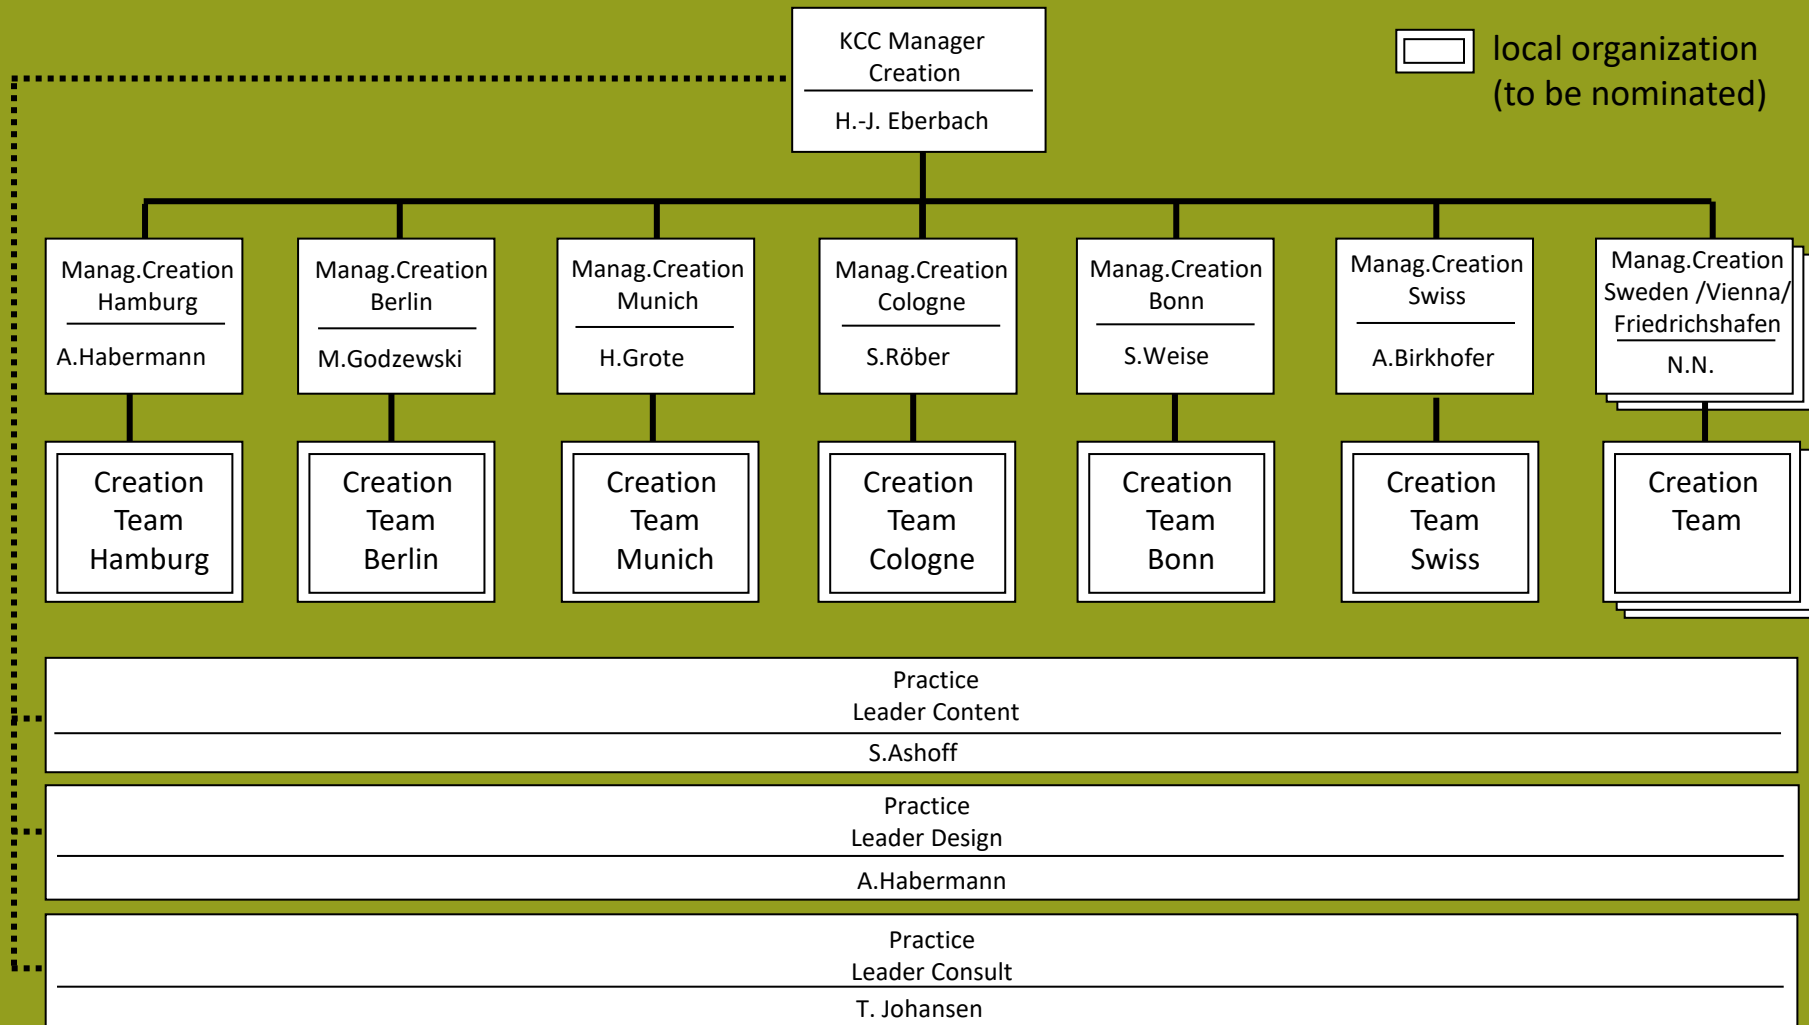 KCC Manager
Creation
H.-J. Eberbach
local organization
(to be nominated)
Manag.Creation
Hamburg
A.Habermann
Manag.Creation
Berlin
M.Godzewski
Manag.Creation
Munich
H.Grote
Manag.Creation
Cologne
S.Röber
Manag.Creation
Bonn
S.Weise
Manag.Creation
Swiss
A.Birkhofer
Manag.Creation
Sweden /Vienna/
Friedrichshafen
N.N.
Creation
Team
Hamburg
Creation
Team
Berlin
Creation
Team
Munich
Creation
Team
Cologne
Creation
Team
Bonn
Creation
Team
Swiss
Creation
Team
Practice
Leader Content
S.Ashoff
Practice
Leader Design
A.Habermann
Practice
Leader Consult
T. Johansen